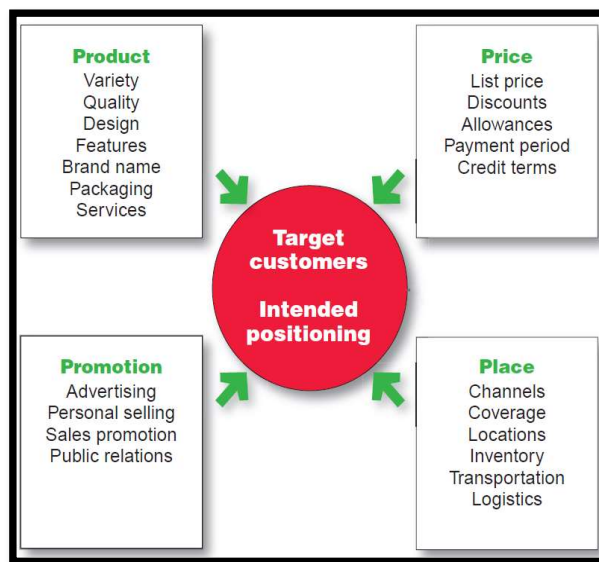 Product
Variety
Quality
Design
Features
Brand name
Packaging
Services
Price
List price
Discounts
Allowances
Payment period
Credit terms
Target
customers
Intended
positioning
Promotion
Advertising
Personal selling
Sales promotion
Public relations
Place
Channels
Coverage
Locations
Inventory
Transportation
Logistics